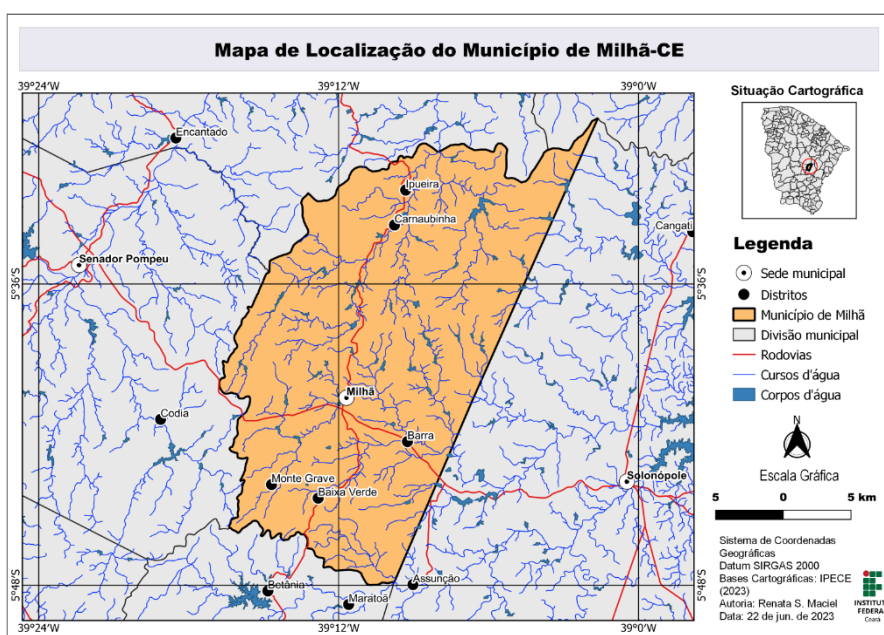 Mapa de Localização do Município de Milhã-CE
39°24'W
39°12'W
39°0'W
Situação Cartográfica
Encantado
Ipueira
Carnaubinha
Cangati
Senador Pompeu
5°36'S
5°36'S
Milhã
Codia
Barra
Monte Grave
Baixa Verde
Solonópole
Botânia
Assunção
Maratoã
5°48'S
5°48'S
39°24'W
39°12'W
39°0'W
Legenda
Sede municipal
Distritos
Município de Milhã
Divisão municipal
Rodovias
Cursos d'água
Corpos d'água
N
Escala Gráfica
5 0 5 km
Sistema de Coordenadas
Geográficas
Datum SIRGAS 2000
Bases Cartográficas: IPECE
(2023)
Autoria: Renata S. Maciel
Data: 22 de jun. de 2023
INSTITUT
FEDERA
Ceará